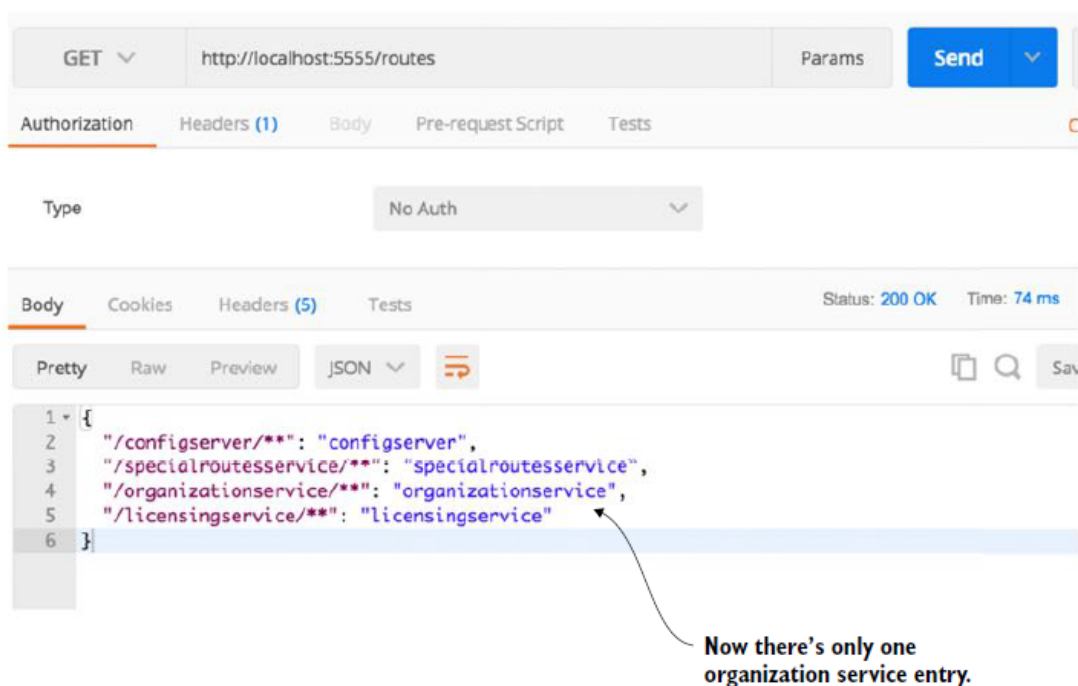 GET http://localhost:5555/routes Params Send
Authorization Headers (1) Body Pre-request Script Tests
Type No Auth
Body Cookies Headers (5) Tests Status: 200 OK Time: 74 ms
Pretty Raw Preview JSON
1 {
2 "/configserver/**": "configserver",
3 "/specialroutesservice/**": "specialroutesservice",
4 "/organizationservice/**": "organizationservice",
5 "/licensingservice/**": "licensingservice"
6 }
Now there's only one
organization service entry.